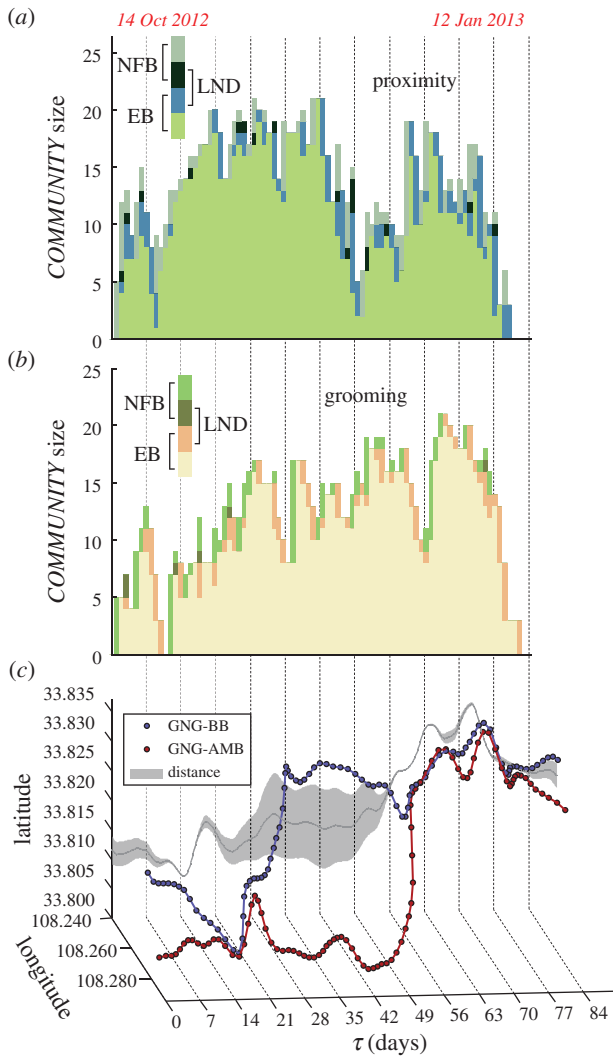 (a)
14 Oct 2012
12 Jan 2013
25
NFB
LND
EB
proximity
20
15
10
5
0
COMMUNITY size
(b)
25
NFB
LND
EB
grooming
20
15
10
5
0
COMMUNITY size
(c)
33.835
33.830
33.825
33.820
33.815
33.810
33.805
33.800
latitude
GNG-BB
GNG-AMB
distance
108.240
108.260
108.280
longitude
0 7 14 21 28 35 42 49 56 63 70 77 84
τ (days)